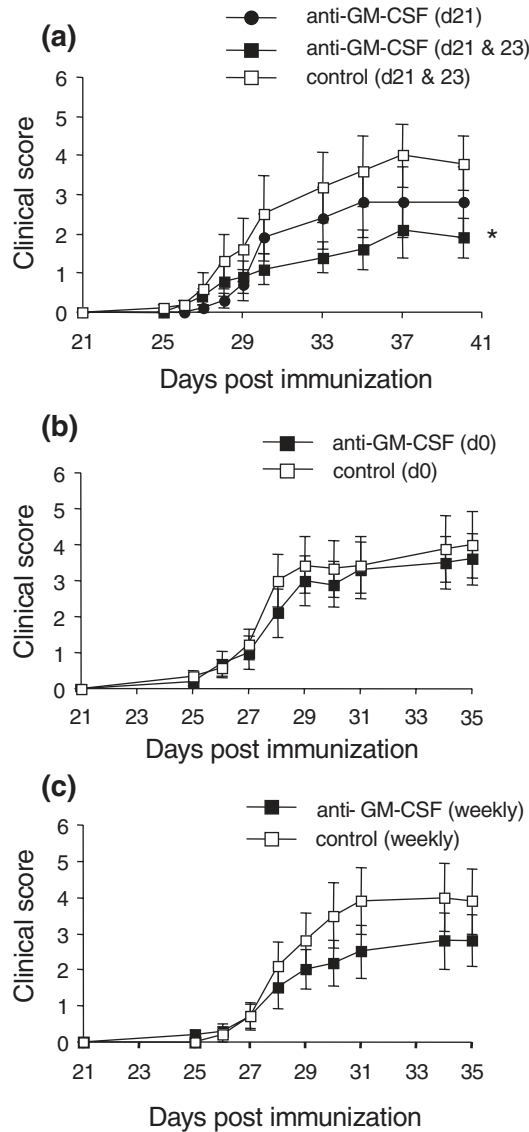 (a)
anti-GM-CSF (d21)
anti-GM-CSF (d21 & 23)
control (d21 & 23)
6
5
4
3
2
1
0
Clinical score
*
21 25 29 33 37 41
Days post immunization
(b)
anti-GM-CSF (d0)
control (d0)
6
5
4
3
2
1
0
Clinical score
21 23 25 27 29 31 33 35
Days post immunization
(c)
anti- GM-CSF (weekly)
control (weekly)
6
5
4
3
2
1
0
Clinical score
21 23 25 27 29 31 33 35
Days post immunization